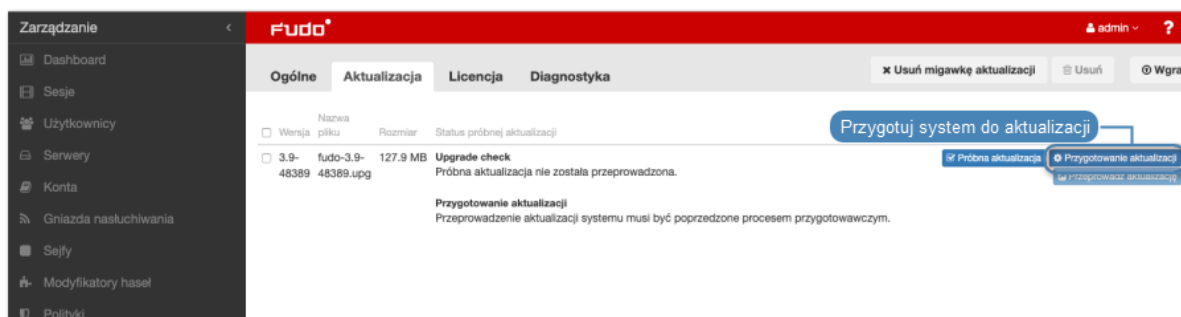 Zarządzanie
Fudo
admin
?
Dashboard
Sesje
Użytkownicy
Serwery
Konta
Gniazda nasłuchiwania
Sejfy
Modyfikatory haseł
Polityki
Ogólne Aktualizacja Licencja Diagnostyka
Usuń migawkę aktualizacji Usuń Wgra
Przygotuj system do aktualizacji
Wersja Nazwa pliku Rozmiar Status próbnej aktualizacji
3.9-48389 fudo-3.9-48389.upg 127.9 MB Upgrade check
Próbna aktualizacja nie została przeprowadzona.
Próbna aktualizacja Przygotowanie aktualizacji
Przeprowadź aktualizację
Przygotowanie aktualizacji
Przeprowadzenie aktualizacji systemu musi być poprzedzone procesem przygotowawczym.